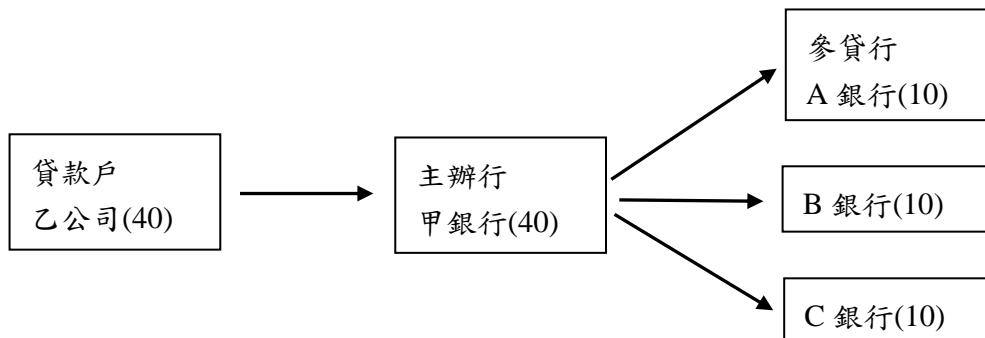 貸款戶
乙公司(40)
主辦行
甲銀行(40)
參貸行
A 銀行(10)
B 銀行(10)
C 銀行(10)